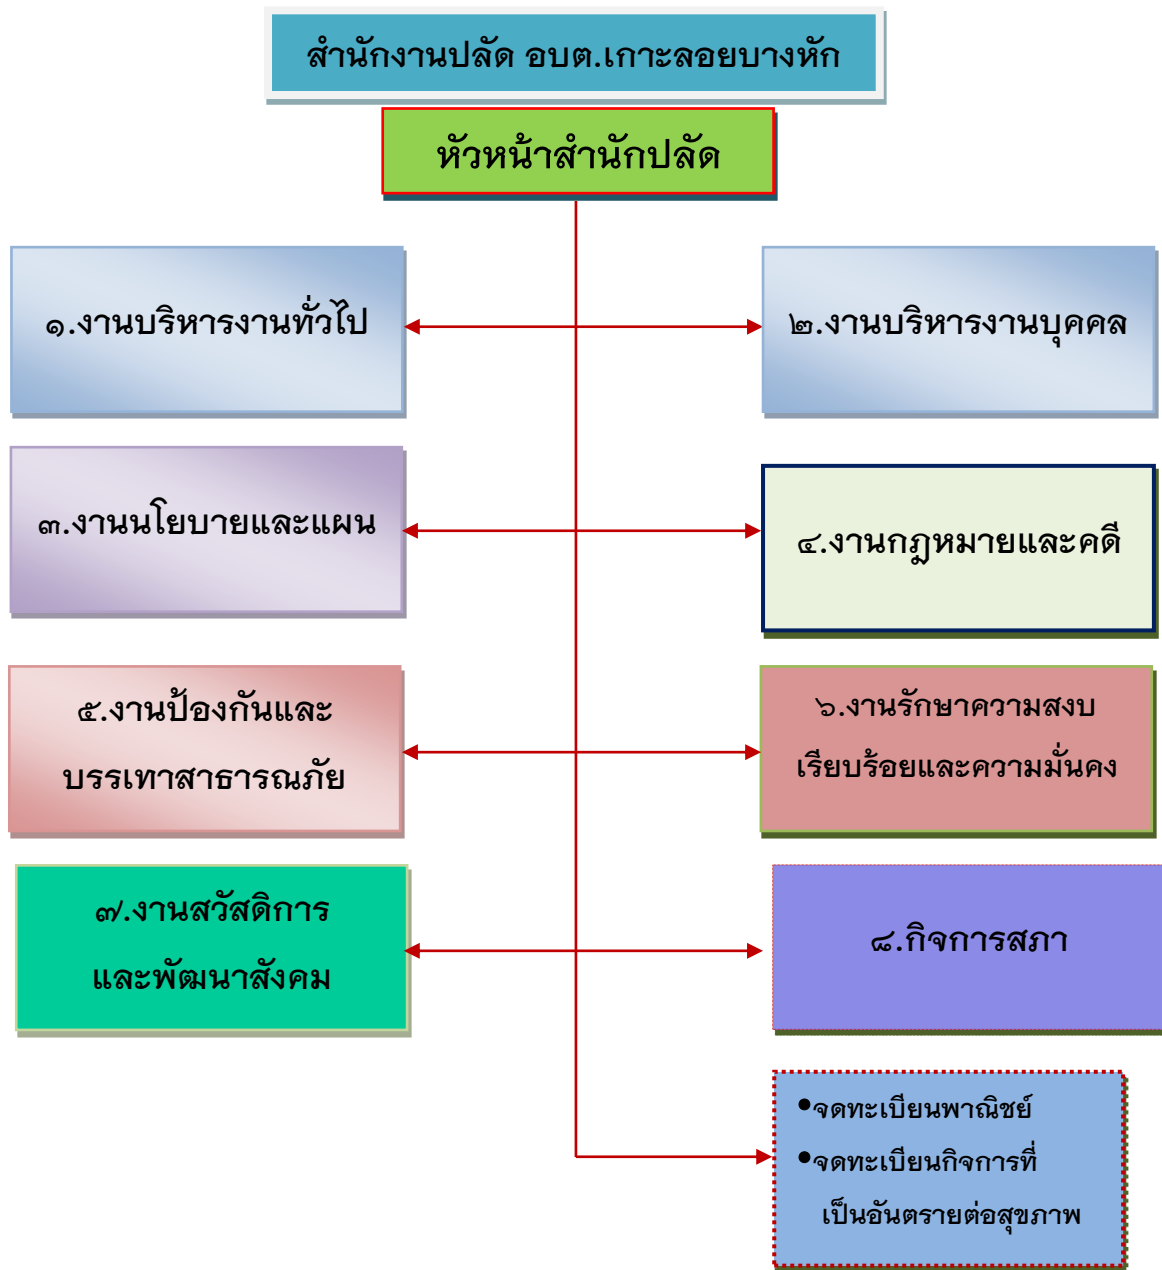 สำนักงานปลัด อบต.เกาะลอยบางหัก
หัวหน้าสำนักปลัด
๑.งานบริหารงานทั่วไป
๒.งานบริหารงานบุคคล
๓.งานนโยบายและแผน
๔.งานกฎหมายและคดี
๕.งานป้องกันและ
บรรเทาสาธารณภัย
๖.งานรักษาความสงบ
เรียบร้อยและความมั่นคง
๗.งานสวัสดิการ
และพัฒนาสังคม
๘.กิจการสภา
•จดทะเบียนพาณิชย์
•จดทะเบียนกิจการที่
เป็นอันตรายต่อสุขภาพ